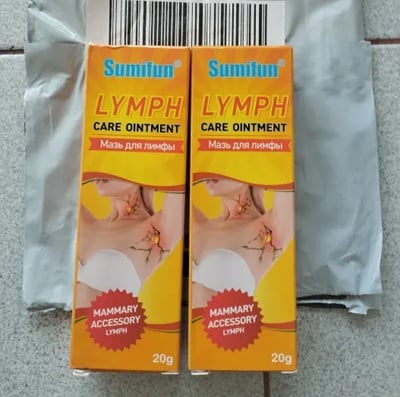 Sumifun®
LYMPH
CARE OINTMENT
Мазь для лимфы
MAMMARY
ACCESSORY
LYMPH
20g
Sumifun®
LYMPH
CARE OINTMENT
Мазь для лимфы
MAMMARY
ACCESSORY
LYMPH
20g